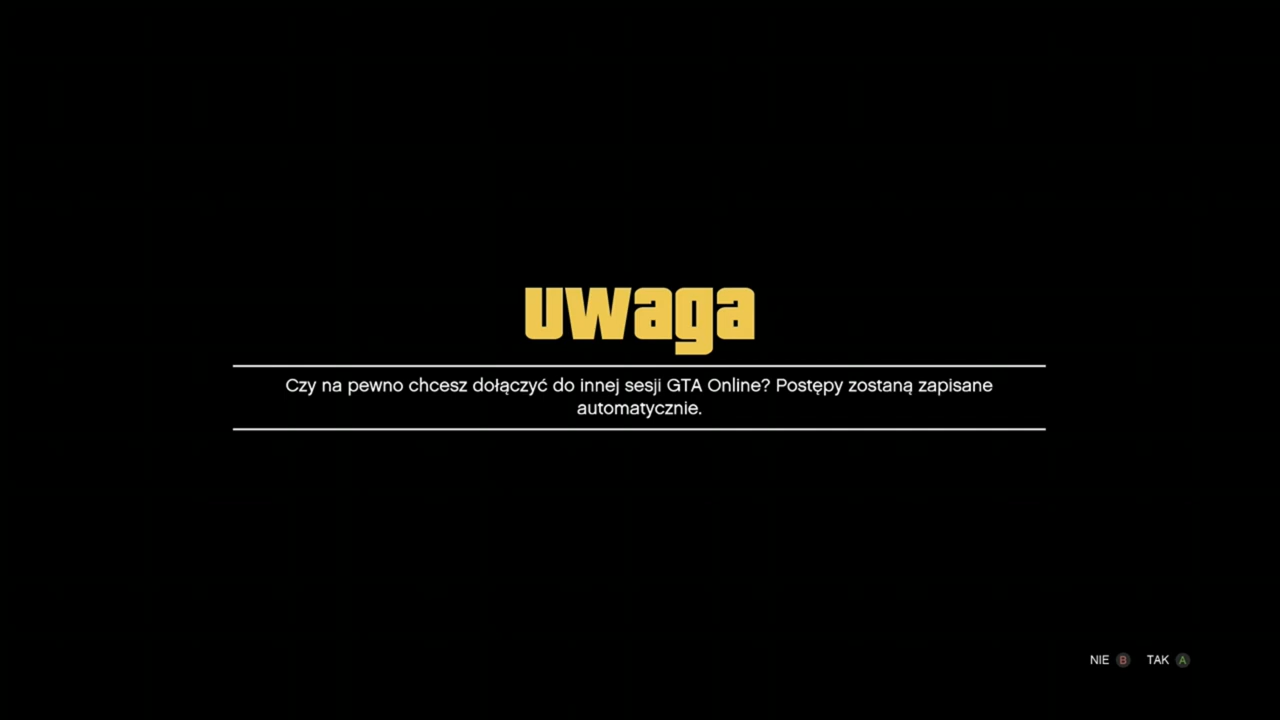 uwaga
Czy na pewno chcesz dołączyć do innej sesji GTA Online? Postępy zostaną zapisane
automatycznie.
NIE B TAK A